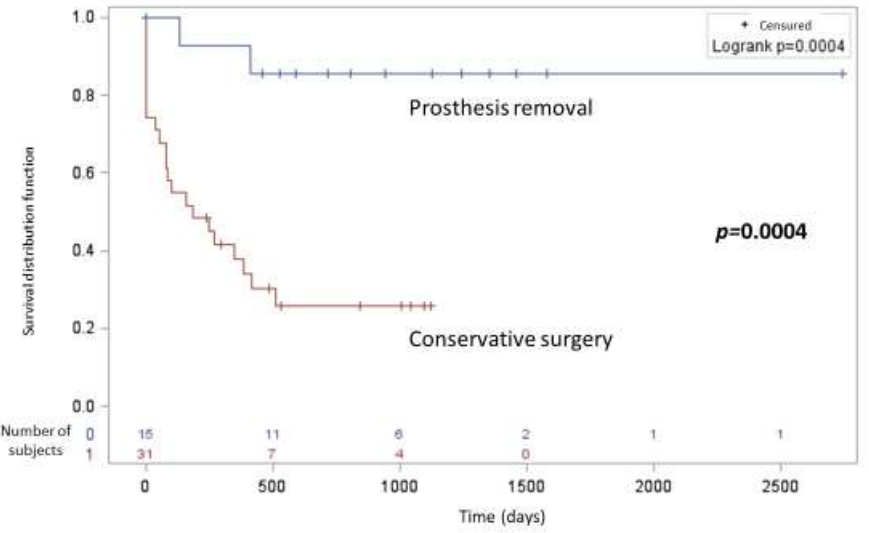 1.0
+ Censured
Logrank p=0.0004
0.8
Prosthesis removal
0.6
p=0.0004
0.4
Survival distribution function
0.2
Conservative surgery
0.0
Number of subjects
0 15 11 6 2 1 1
1 31 7 4 0
0 500 1000 1500 2000 2500
Time (days)